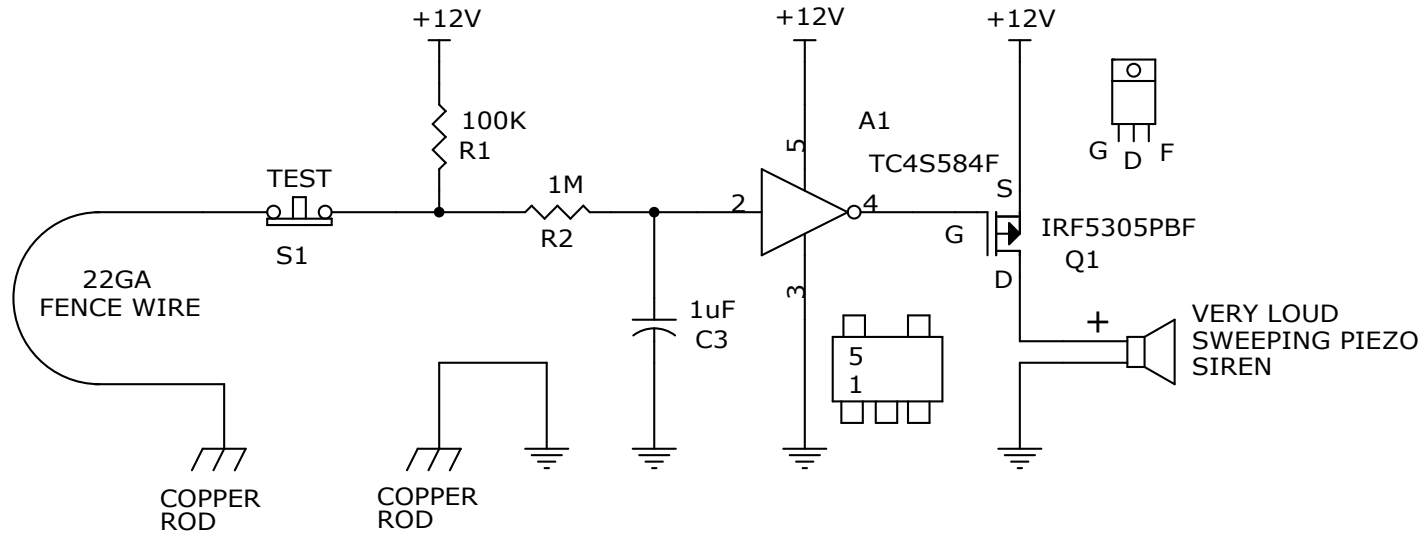 +12V
+12V
+12V
100K
R1
TEST
S1
1M
R2
22GA
FENCE WIRE
1uF
C3
2
5
4
3
A1
TC4S584F
S
G
D
IRF5305PBF
Q1
G D F
5
1
+
VERY LOUD
SWEEPING PIEZO
SIREN
COPPER
ROD
COPPER
ROD